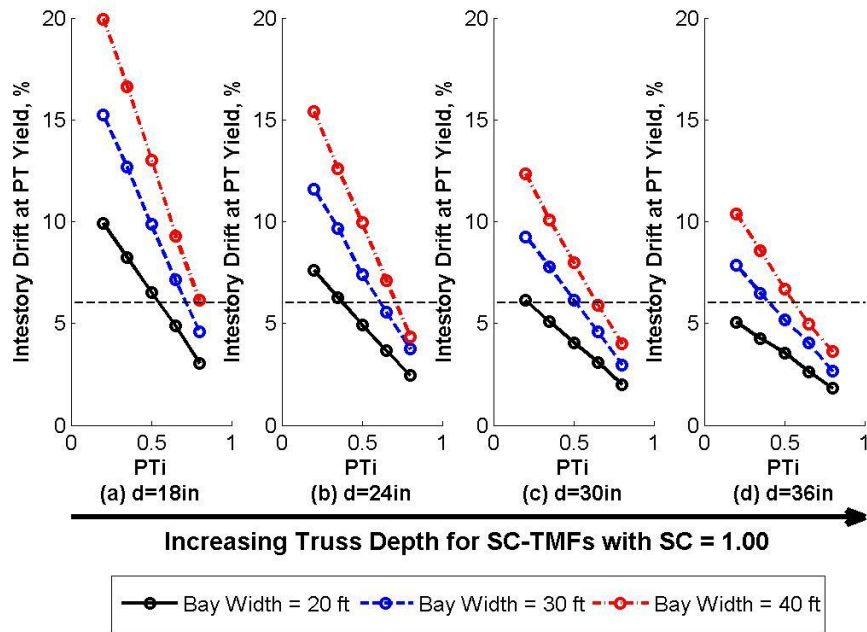 20
15
10
5
0
Intestory Drift at PT Yield, %
0 0.5 1
PTi
(a) d=18in
20
15
10
5
0
Intestory Drift at PT Yield, %
0 0.5 1
PTi
(b) d=24in
20
15
10
5
0
Intestory Drift at PT Yield, %
0 0.5 1
PTi
(c) d=30in
20
15
10
5
0
Intestory Drift at PT Yield, %
0 0.5 1
PTi
(d) d=36in
Increasing Truss Depth for SC-TMFs with SC = 1.00
Bay Width = 20 ft Bay Width = 30 ft Bay Width = 40 ft